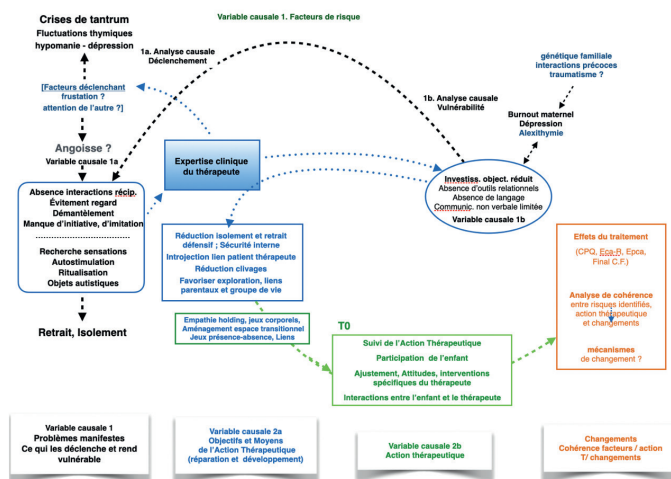 Variable causale 1. Facteurs de risque
Crises de tantrum
Fluctuations thymiques
hypomanie - dépression
1a. Analyse causale
Déclenchement
[Facteurs déclenchant
frustation ?
attention de l'autre ?]
Angoisse ?
Variable causale 1a
Absence interactions récip.
Évitement regard
Démantèlement
Manque d'initiative, d'imitation
Recherche sensations
Autostimulation
Ritualisation
Objets autistiques
Retrait, Isolement
Expertise clinique
du thérapeute
1b. Analyse causale
Vulnérabilité
génétique familiale
interactions précoces
traumatisme ?
Burnout maternel
Dépression
Alexithymie
Investiss. object. réduit
Absence d'outils relationnels
Absence de langage
Communic. non verbale limitée
Variable causale 1b
Réduction isolement et retrait
défensif ; Sécurité interne
Introjection lien patient thérapeute
Réduction clivages
Favoriser exploration, liens
parentaux et groupe de vie
Empathie holding, jeux corporels,
Aménagement espace transitionnel
Jeux présence-absence, Liens
T0
Suivi de l'Action Thérapeutique
Participation de l'enfant
Ajustement, Attitudes, interventions
spécifiques du thérapeute
Interactions entre l'enfant et le thérapeute
Effets du traitement
(CPQ, Eca-R, Epca,
Final C.F.)
Analyse de cohérence
entre risques identifiés,
action thérapeutique
et changements
mécanismes
de changement ?
Variable causale 1
Problèmes manifestes
Ce qui les déclenche et rend
vulnérable
Variable causale 2a
Objectifs et Moyens
de l'Action Thérapeutique
(réparation et développement)
Variable causale 2b
Action thérapeutique
Changements
Cohérence facteurs / action
T/ changements